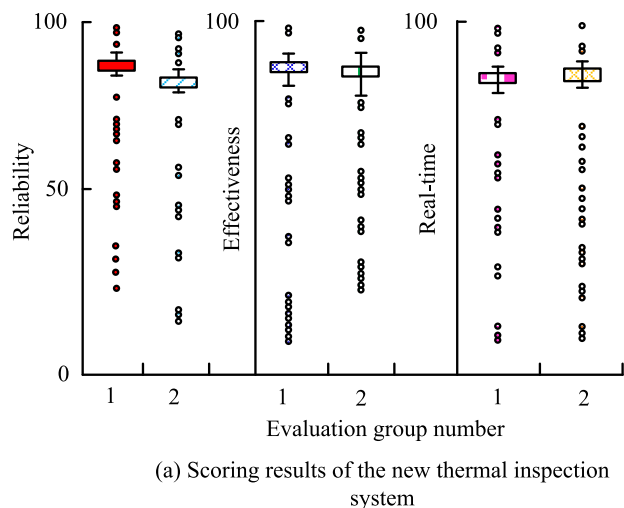 100
50
0
Reliability
1
2
100
Effectiveness
1
2
100
Real-time
1
2
Evaluation group number
(a) Scoring results of the new thermal inspection
system